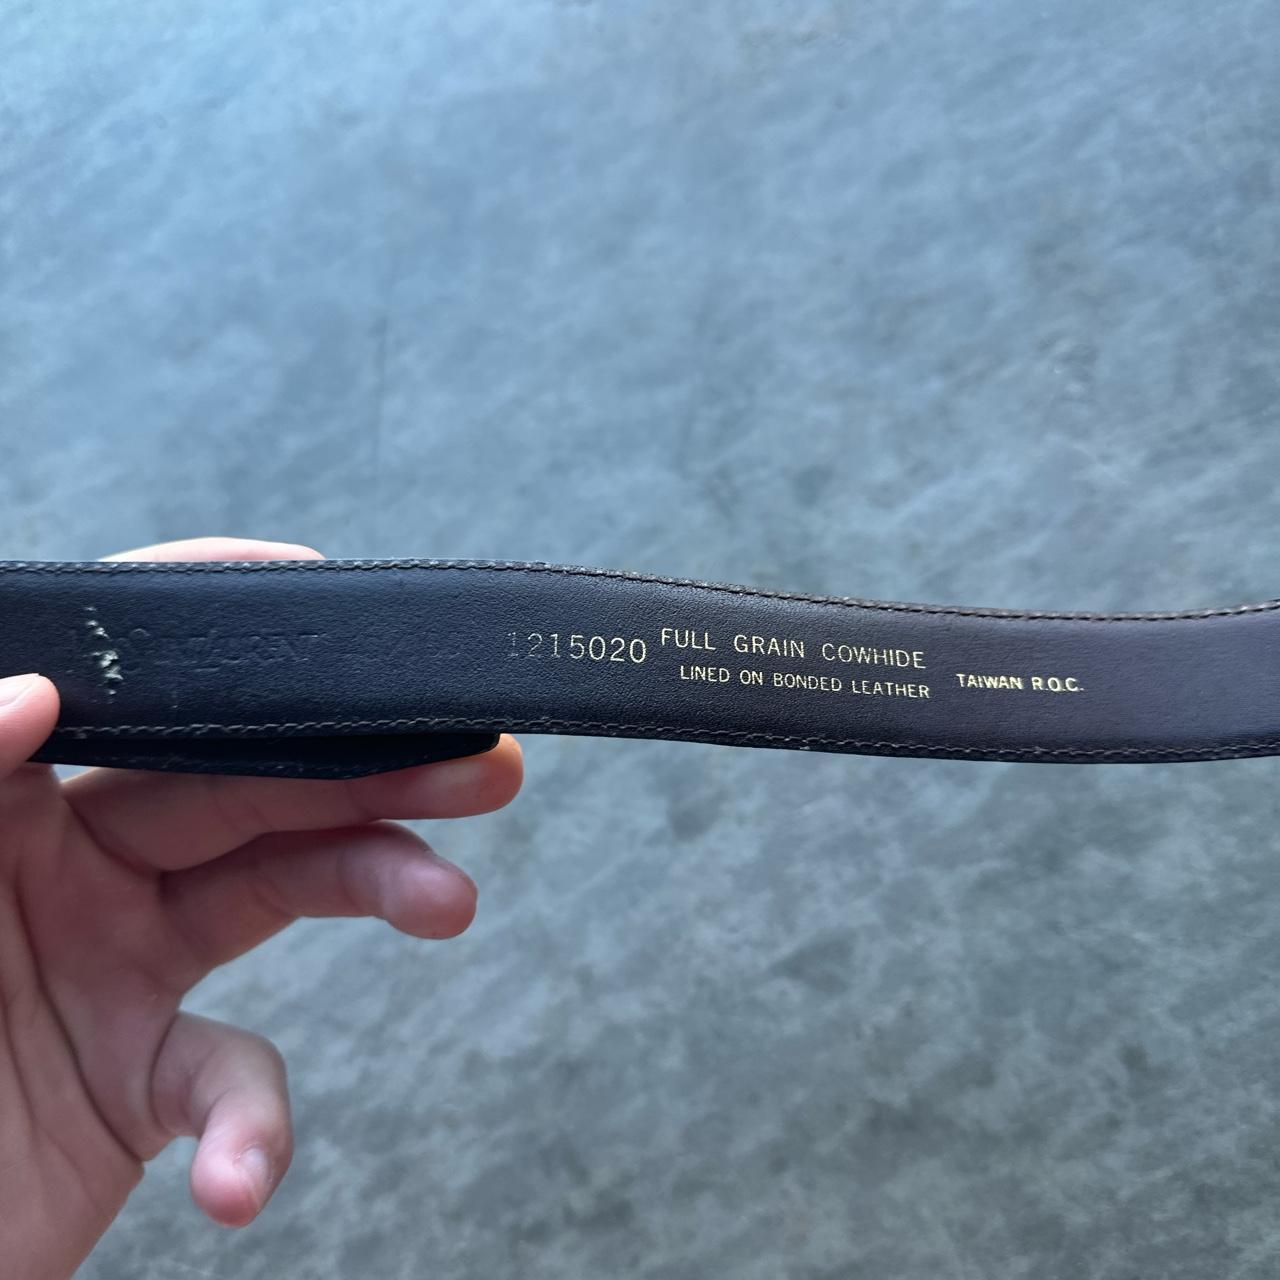 1215020
FULL GRAIN COWHIDE
LINED ON BONDED LEATHER
TAIWAN R.O.C.